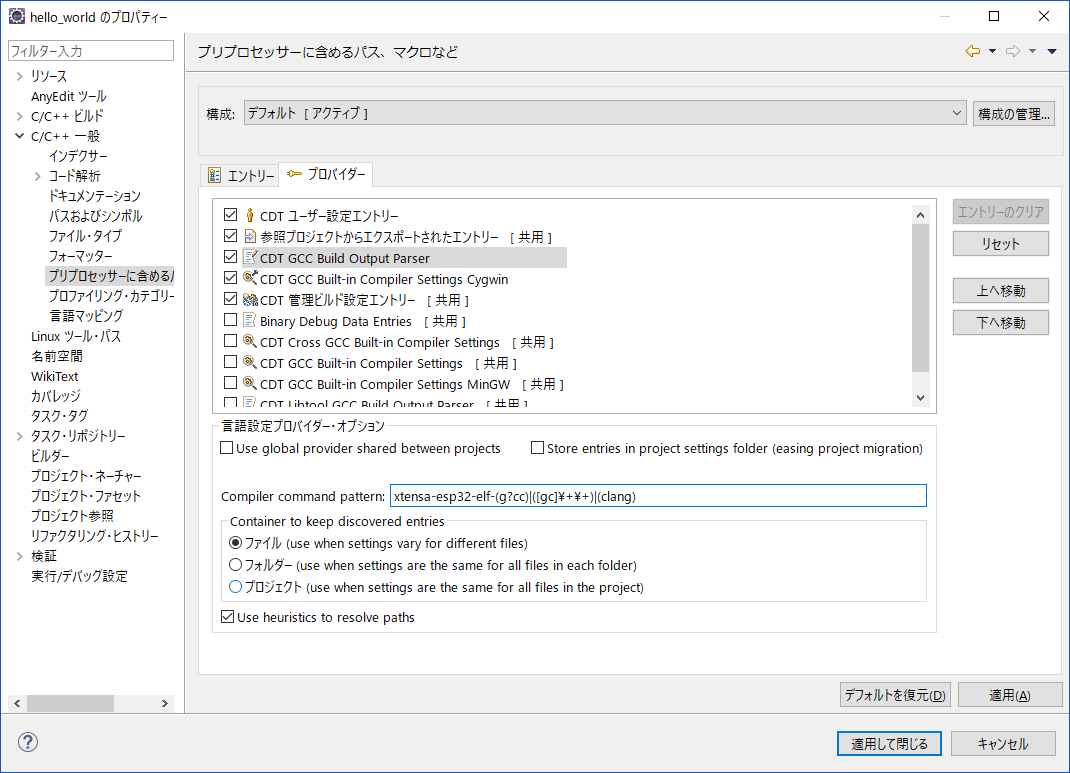 hello_world のプロパティー
フィルター入力
リソース
AnyEdit ツール
C/C++ ビルド
C/C++ 一般
インデクサー
コード解析
ドキュメンテーション
パスおよびシンボル
ファイル・タイプ
フォーマッター
プリプロセッサーに含める
プロファイリング・カテゴリー
言語マッピング
Linux ツール・パス
名前空間
WikiText
カバレッジ
タスク・タグ
タスク・リポジトリー
ビルダー
プロジェクト・ネーチャー
プロジェクト・ファセット
プロジェクト参照
リファクタリング・ヒストリー
検証
実行/デバッグ設定
プリプロセッサーに含めるパス、マクロなど
構成: デフォルト [ アクティブ ] 構成の管理...
エントリー プロバイダー
CDT ユーザー設定エントリー
参照プロジェクトからエクスポートされたエントリー [ 共用 ]
CDT GCC Build Output Parser
CDT GCC Built-in Compiler Settings Cygwin
CDT 管理ビルド設定エントリー [ 共用 ]
Binary Debug Data Entries [ 共用 ]
CDT Cross GCC Built-in Compiler Settings [ 共用 ]
CDT GCC Built-in Compiler Settings [ 共用 ]
CDT GCC Built-in Compiler Settings MinGW [ 共用 ]
CDT Libtool GCC Build Output Parser [ 共用 ]
エントリーのクリア
リセット
上へ移動
下へ移動
言語設定プロバイダー・オプション
Use global provider shared between projects Store entries in project settings folder (easing project migration)
Compiler command pattern: xtensa-esp32-elf-(g?cc)|([gc]¥+¥+)|(clang)
Container to keep discovered entries
ファイル (use when settings vary for different files)
フォルダー (use when settings are the same for all files in each folder)
プロジェクト (use when settings are the same for all files in the project)
Use heuristics to resolve paths
デフォルトを復元(D) 適用(A)
? 適用して閉じる キャンセル